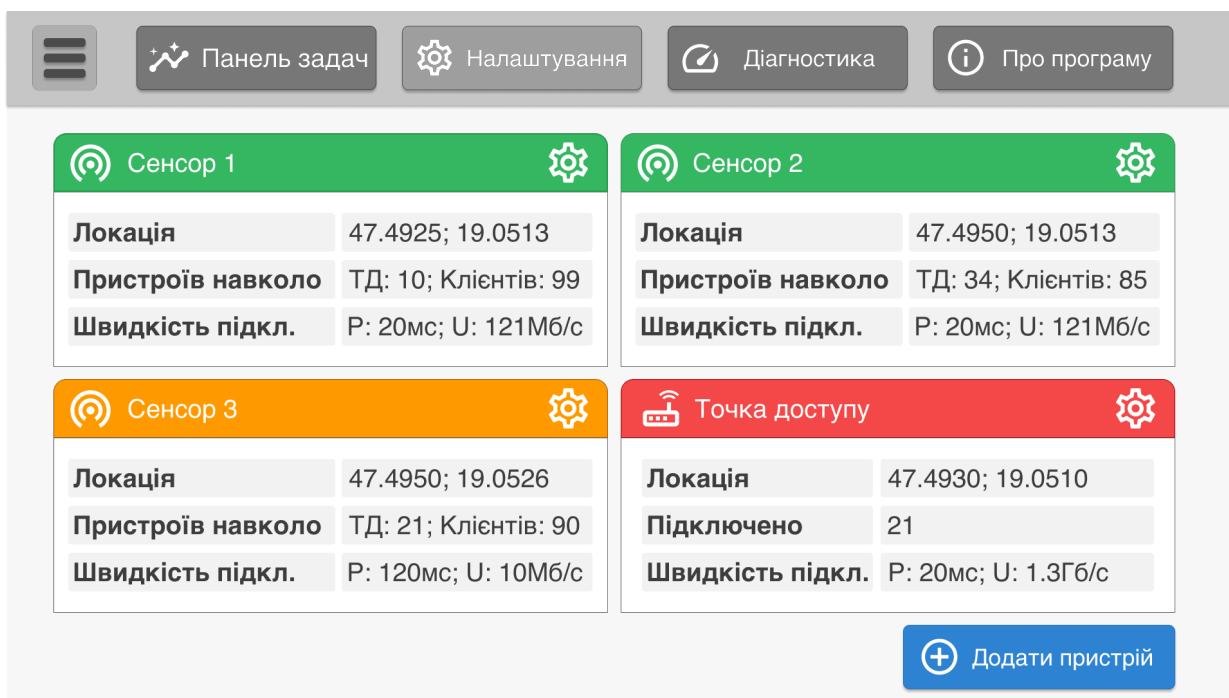 Панель задач
Налаштування
Діагностика
Про програму
Сенсор 1
Локація 47.4925; 19.0513
Пристроїв навколо ТД: 10; Клієнтів: 99
Швидкість підкл. P: 20мс; U: 121Мб/с
Сенсор 2
Локація 47.4950; 19.0513
Пристроїв навколо ТД: 34; Клієнтів: 85
Швидкість підкл. P: 20мс; U: 121Мб/с
Сенсор 3
Локація 47.4950; 19.0526
Пристроїв навколо ТД: 21; Клієнтів: 90
Швидкість підкл. P: 120мс; U: 10Мб/с
Точка доступу
Локація 47.4930; 19.0510
Підключено 21
Швидкість підкл. P: 20мс; U: 1.3Гб/с
Додати пристрій